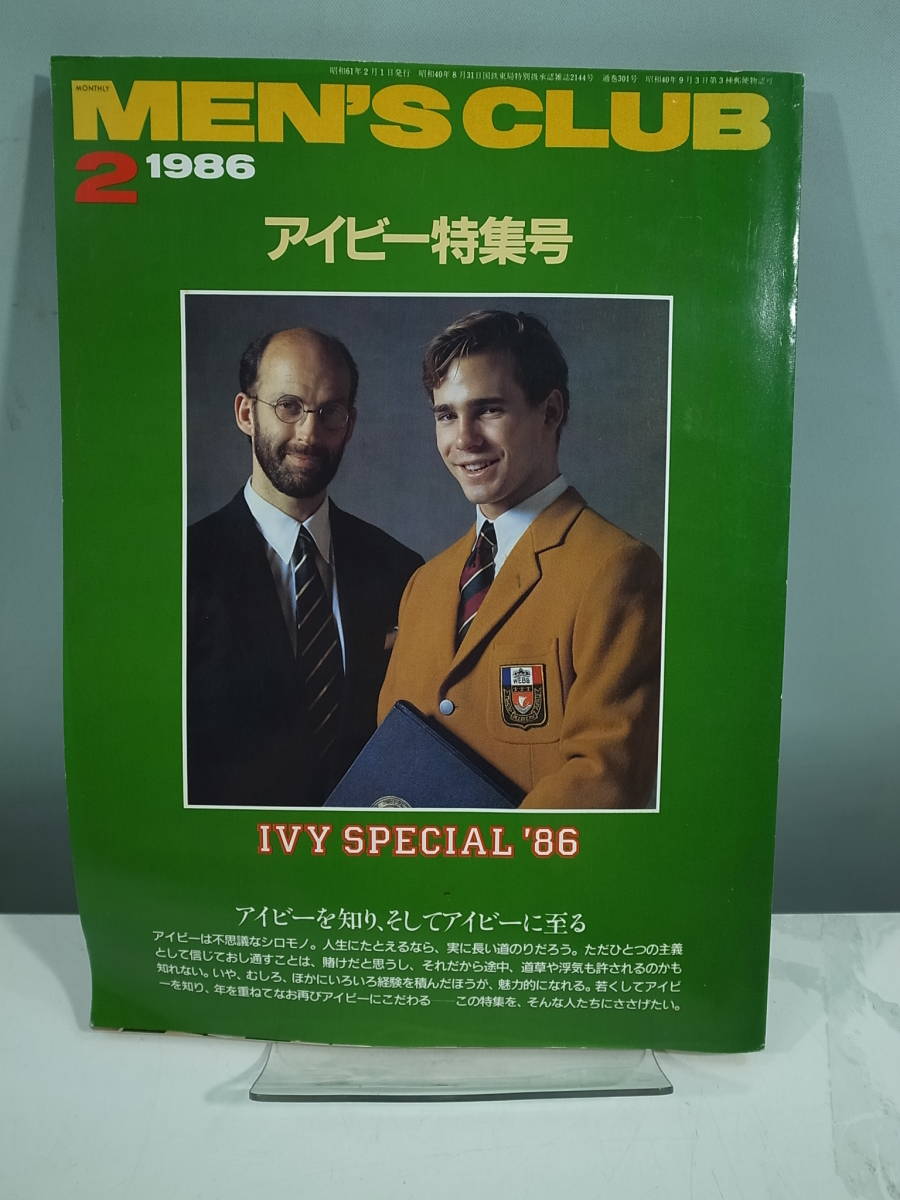 昭和61年2月1日発行 昭和40年8月31日国鉄東局特別扱承認雑誌2144号 通巻301号 昭和40年9月3日第3種郵便物認可
MONTHLY
MEN'S CLUB
2 1986
アイビー特集号
WEBB
IVY SPECIAL '86
アイビーを知り、そしてアイビーに至る
アイビーは不思議なシロモノ。人生にたとえるなら、実に長い道のりだろう。ただひとつの主義
として信じておし通すことは、賭けだと思うし、それだから途中、道草や浮気も許されるのかも
知れない。いや、むしろ、ほかにいろいろ経験を積んだほうが、魅力的になれる。若くしてアイビ
ーを知り、年を重ねてなお再びアイビーにこだわる——この特集を、そんな人たちにささげたい。